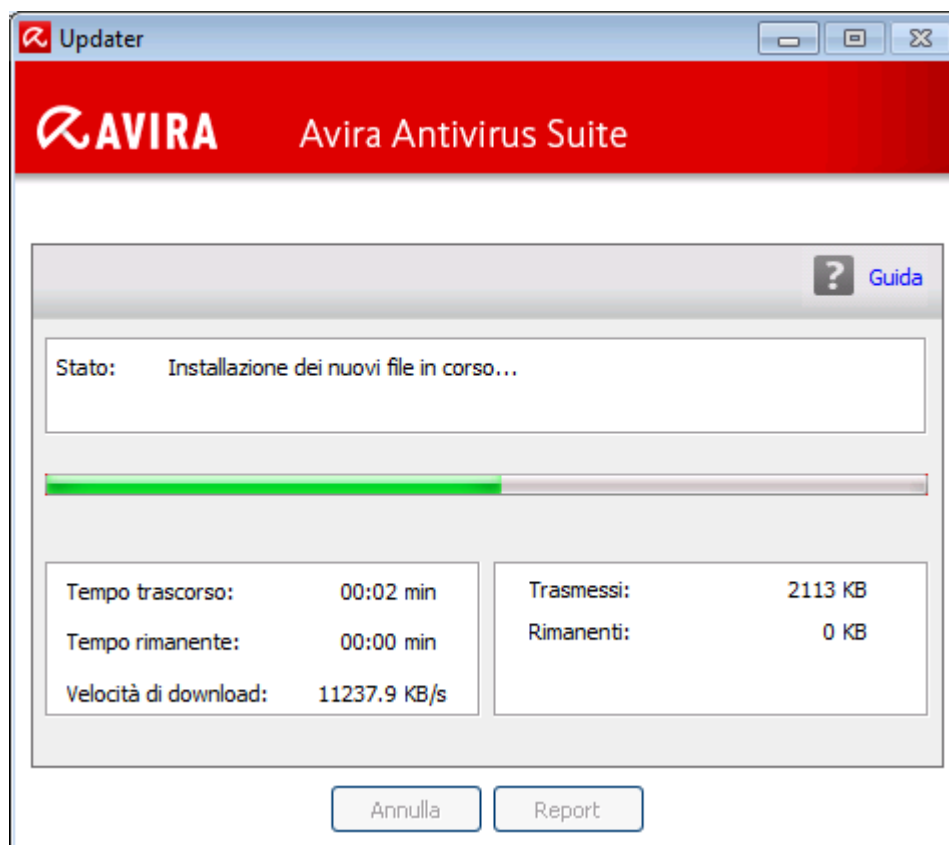 Updater
AVIRA Avira Antivirus Suite
? Guida
Stato: Installazione dei nuovi file in corso...
Tempo trascorso: 00:02 min
Tempo rimanente: 00:00 min
Velocità di download: 11237.9 KB/s
Trasmessi: 2113 KB
Rimanenti: 0 KB
Annulla Report